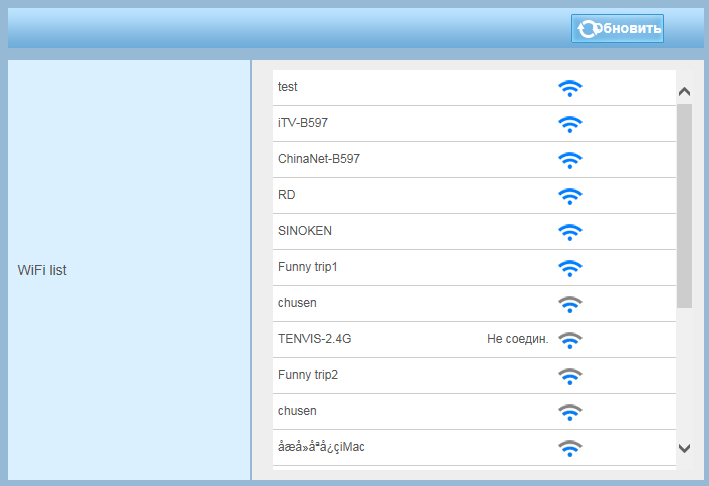 Обновить
WiFi list
test
iTV-B597
ChinaNet-B597
RD
SINOKEN
Funny trip1
chusen
TENVIS-2.4G Не соедин.
Funny trip2
chusen
åæå»åªå¿çiMac